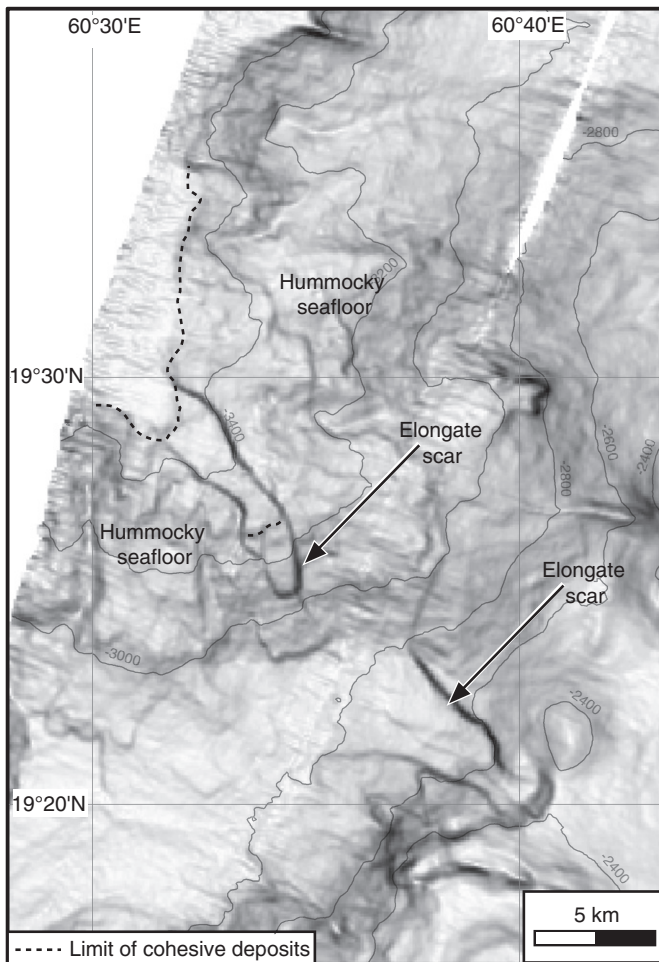 60°30'E
60°40'E
-2800
Hummocky
seafloor
-3200
19°30'N
-3400
Elongate
scar
-2600
-2400
-2800
Hummocky
seafloor
Elongate
scar
-3000
-2400
19°20'N
-2400
5 km
Limit of cohesive deposits